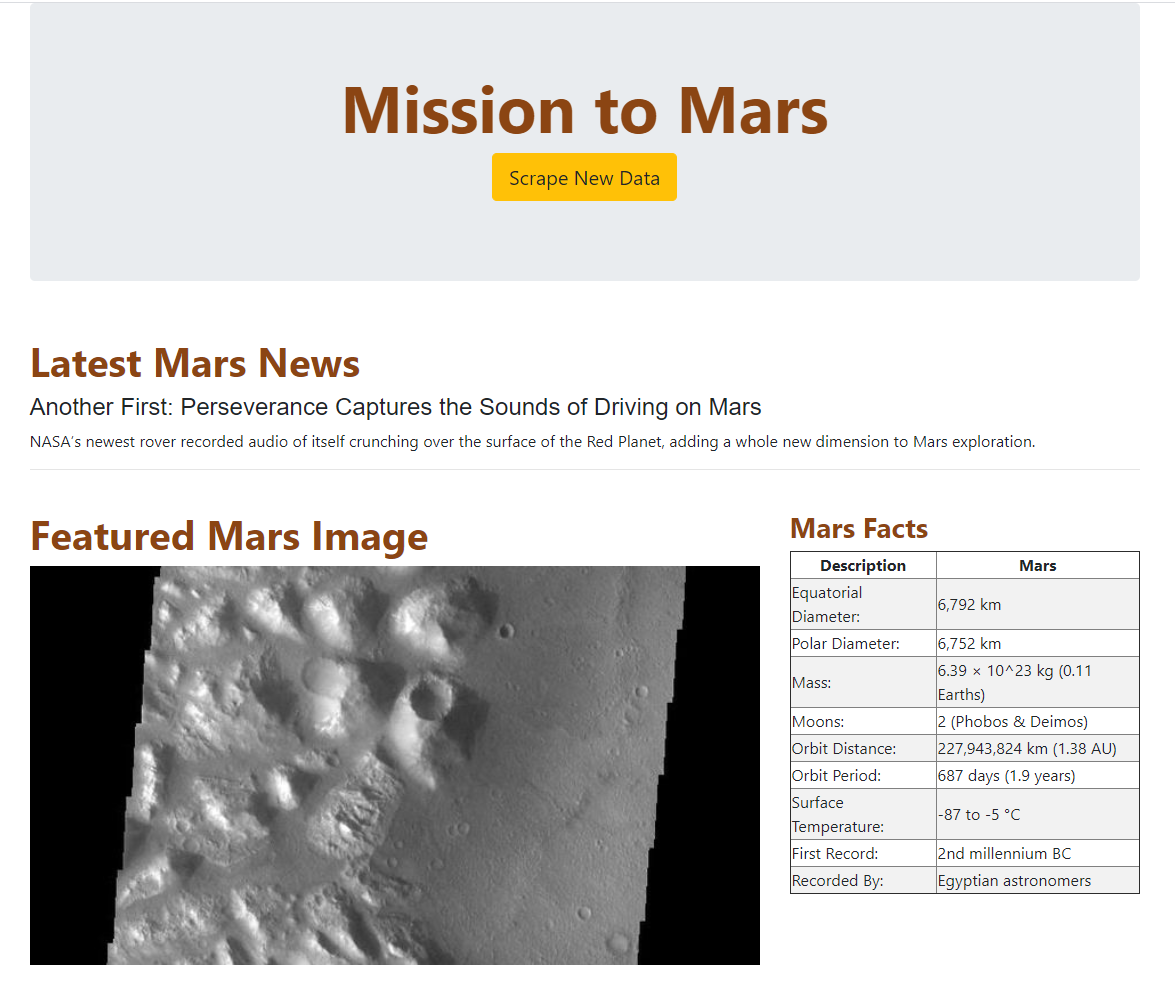 Mission to Mars
Scrape New Data
Latest Mars News
Another First: Perseverance Captures the Sounds of Driving on Mars
NASA's newest rover recorded audio of itself crunching over the surface of the Red Planet, adding a whole new dimension to Mars exploration.
Featured Mars Image
Mars Facts
Description Mars
Equatorial
Diameter:
6,792 km
Polar Diameter: 6,752 km
Mass:
6.39 × 10^23 kg (0.11
Earths)
Moons: 2 (Phobos & Deimos)
Orbit Distance: 227,943,824 km (1.38 AU)
Orbit Period: 687 days (1.9 years)
Surface
Temperature:
-87 to -5 °C
First Record: 2nd millennium BC
Recorded By: Egyptian astronomers